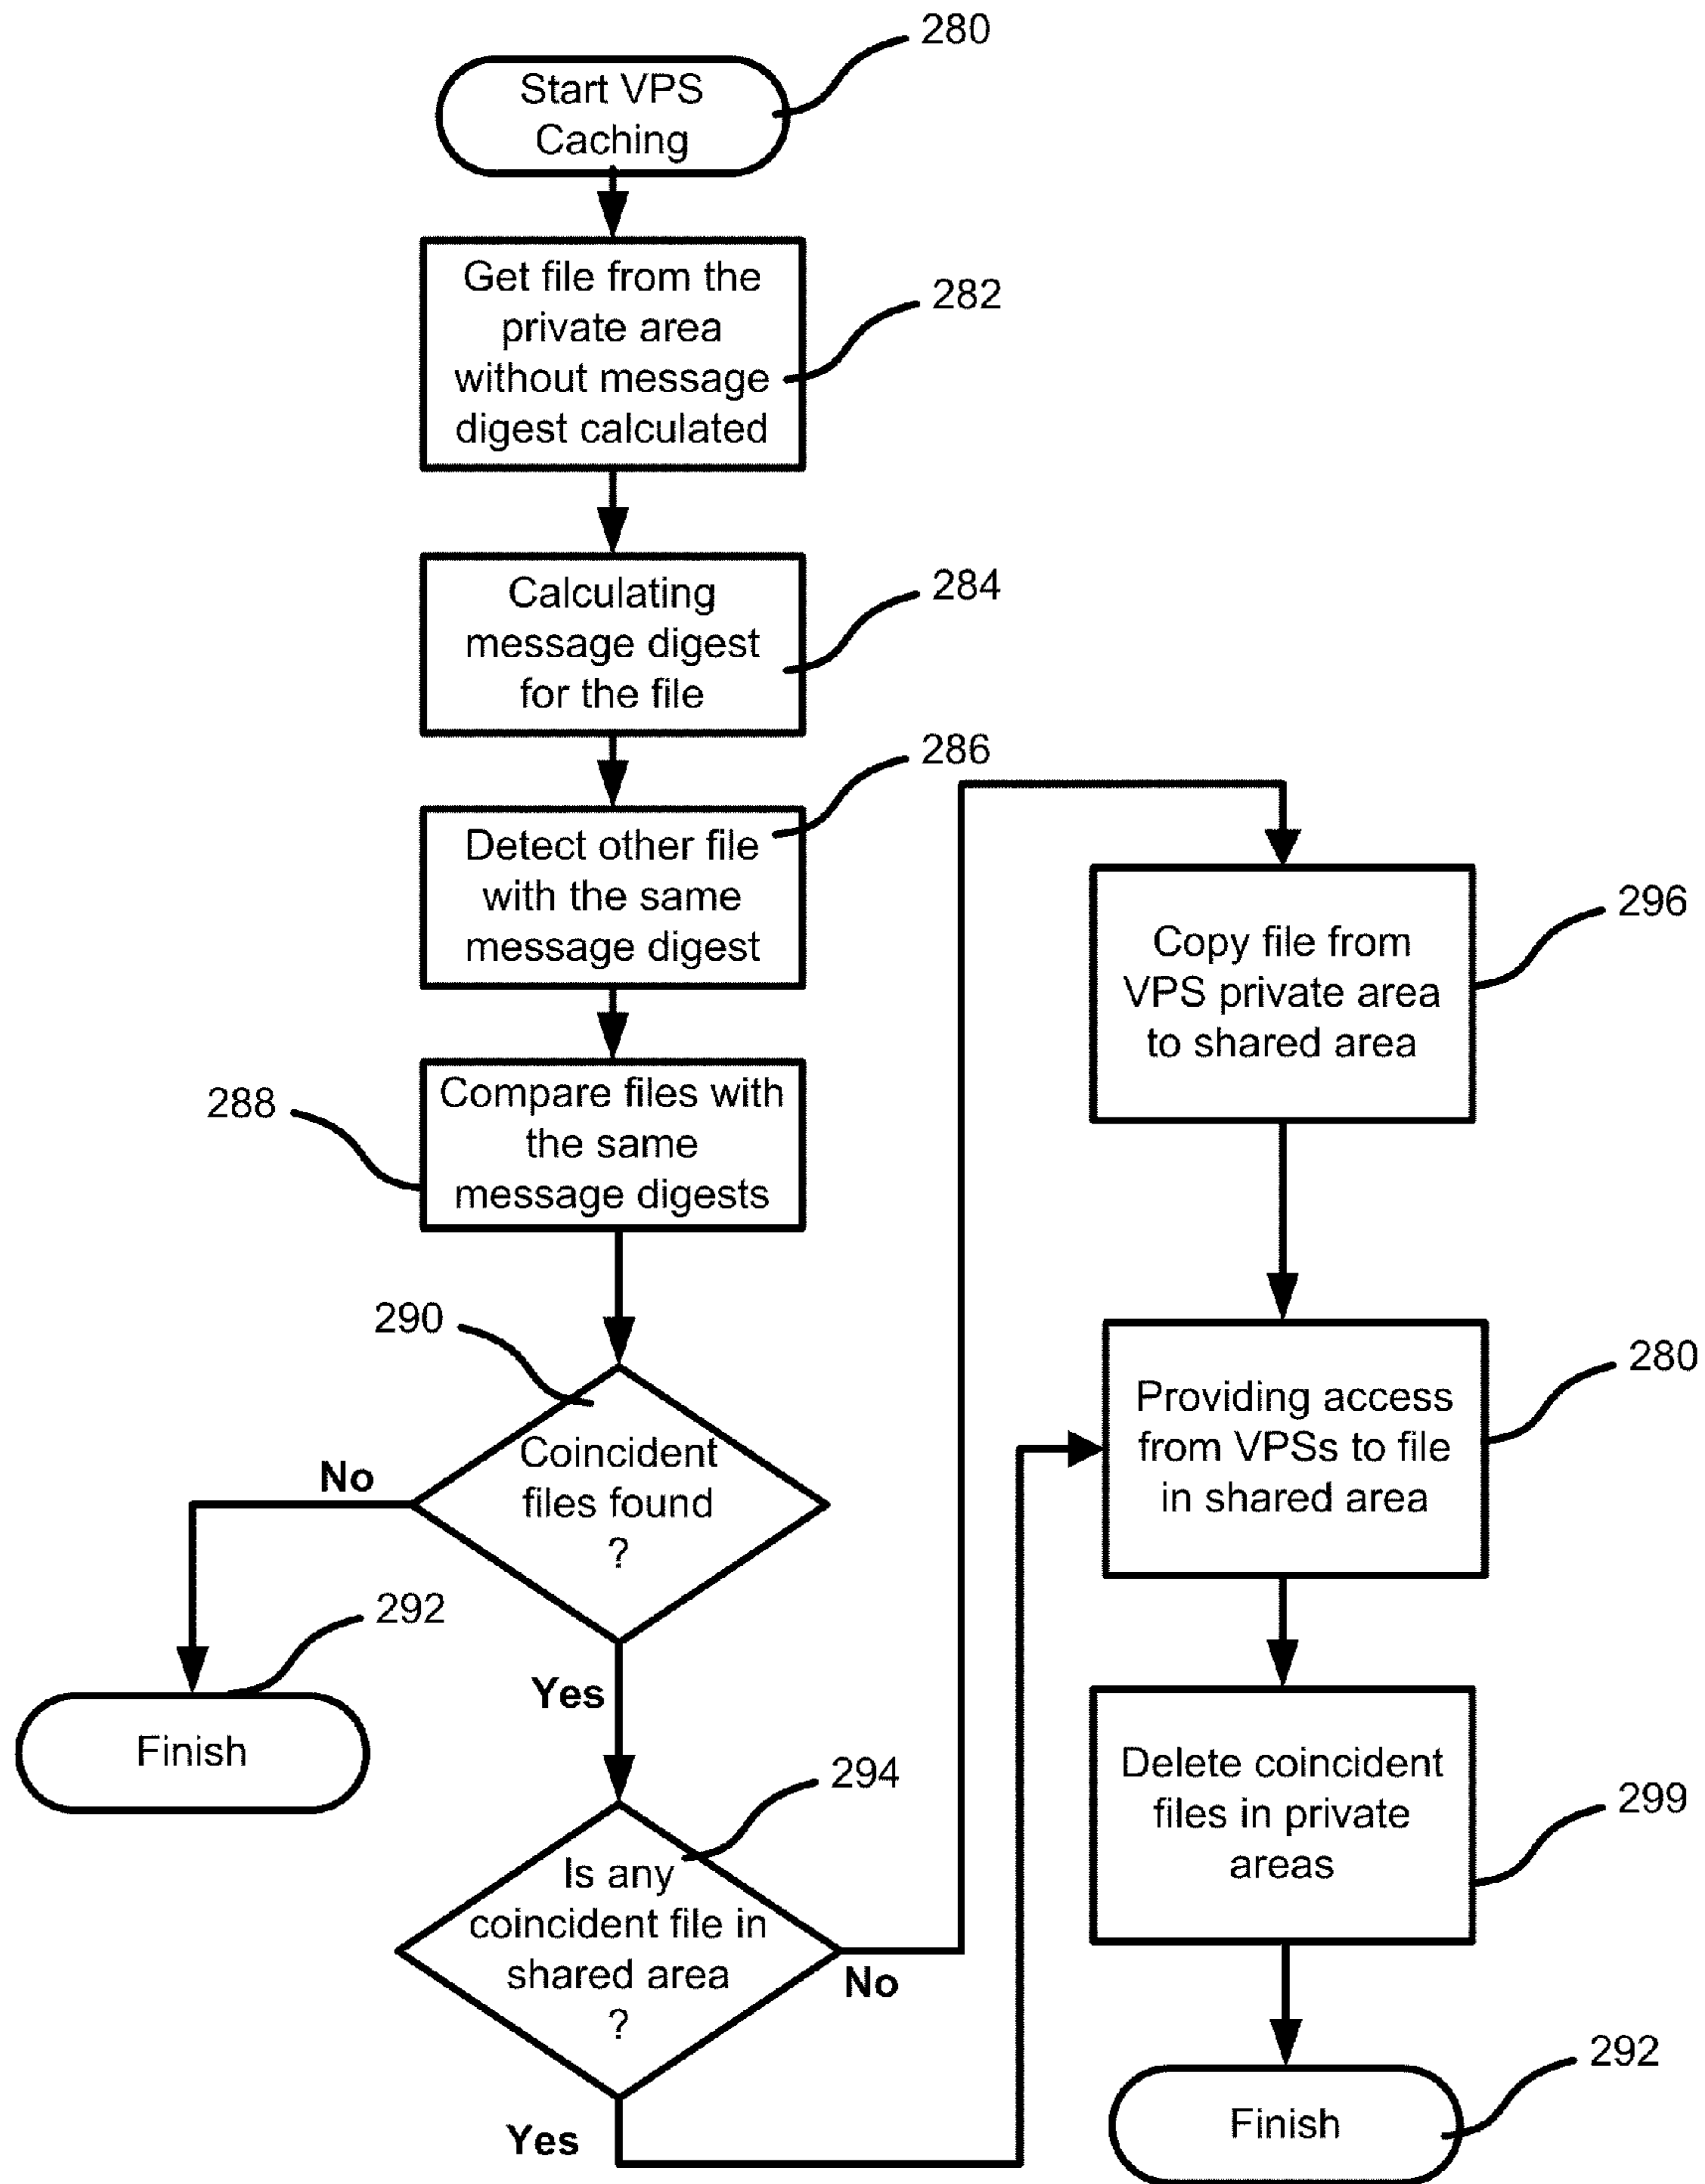 280
Start VPS
Caching
Get file from the
private area
without message
digest calculated
282
Calculating
message digest
for the file
284
286
Detect other file
with the same
message digest
288
Compare files with
the same
message digests
290
Coincident
files found
?
No
292
Finish
Yes
294
Is any
coincident file in
shared area
?
No
Yes
296
Copy file from
VPS private area
to shared area
280
Providing access
from VPSs to file
in shared area
Delete coincident
files in private
areas
299
292
Finish